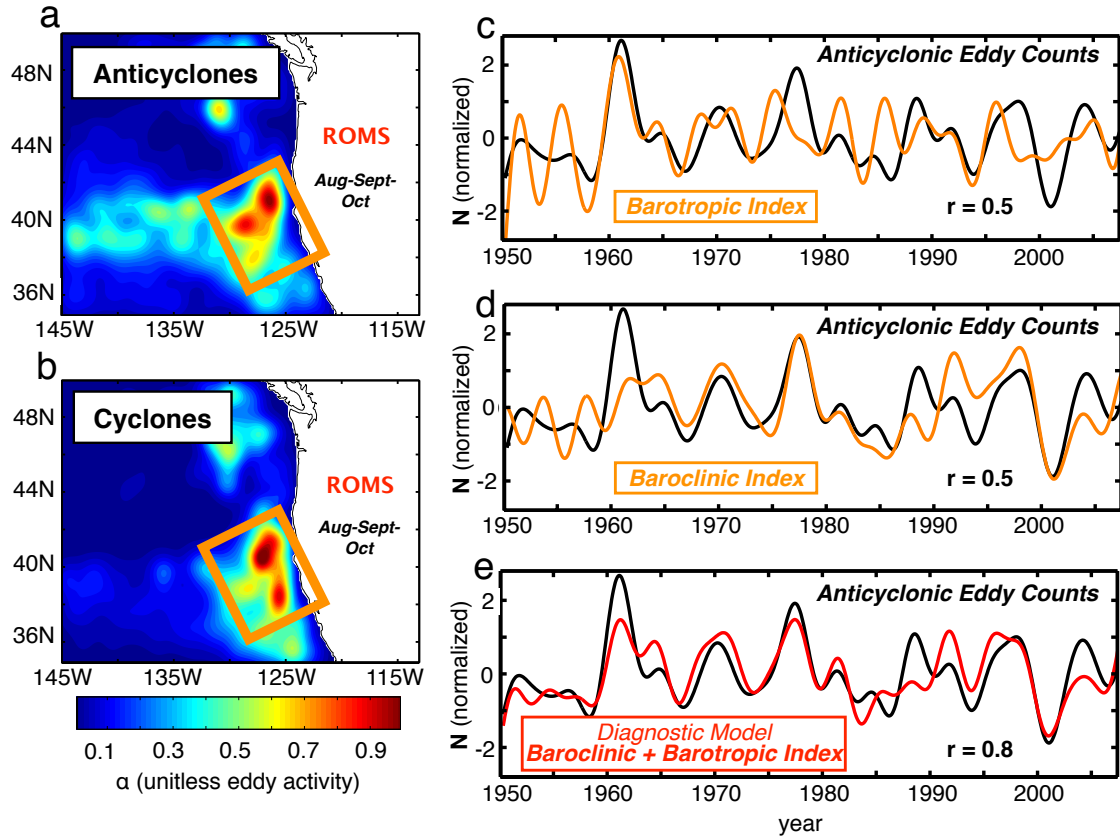 a
48N
44N
40N
36N
Anticyclones
ROMS
Aug-Sept-
Oct
145W 135W 125W 115W
b
48N
44N
40N
36N
Cyclones
ROMS
Aug-Sept-
Oct
145W 135W 125W 115W
0.1 0.3 0.5 0.7 0.9
α (unitless eddy activity)
c
Anticyclonic Eddy Counts
N (normalized)
2
0
-2
Barotropic Index
r = 0.5
1950 1960 1970 1980 1990 2000
d
Anticyclonic Eddy Counts
N (normalized)
2
0
-2
Baroclinic Index
r = 0.5
1950 1960 1970 1980 1990 2000
e
Anticyclonic Eddy Counts
N (normalized)
2
0
-2
Diagnostic Model
Baroclinic + Barotropic Index
r = 0.8
1950 1960 1970 1980 1990 2000
year